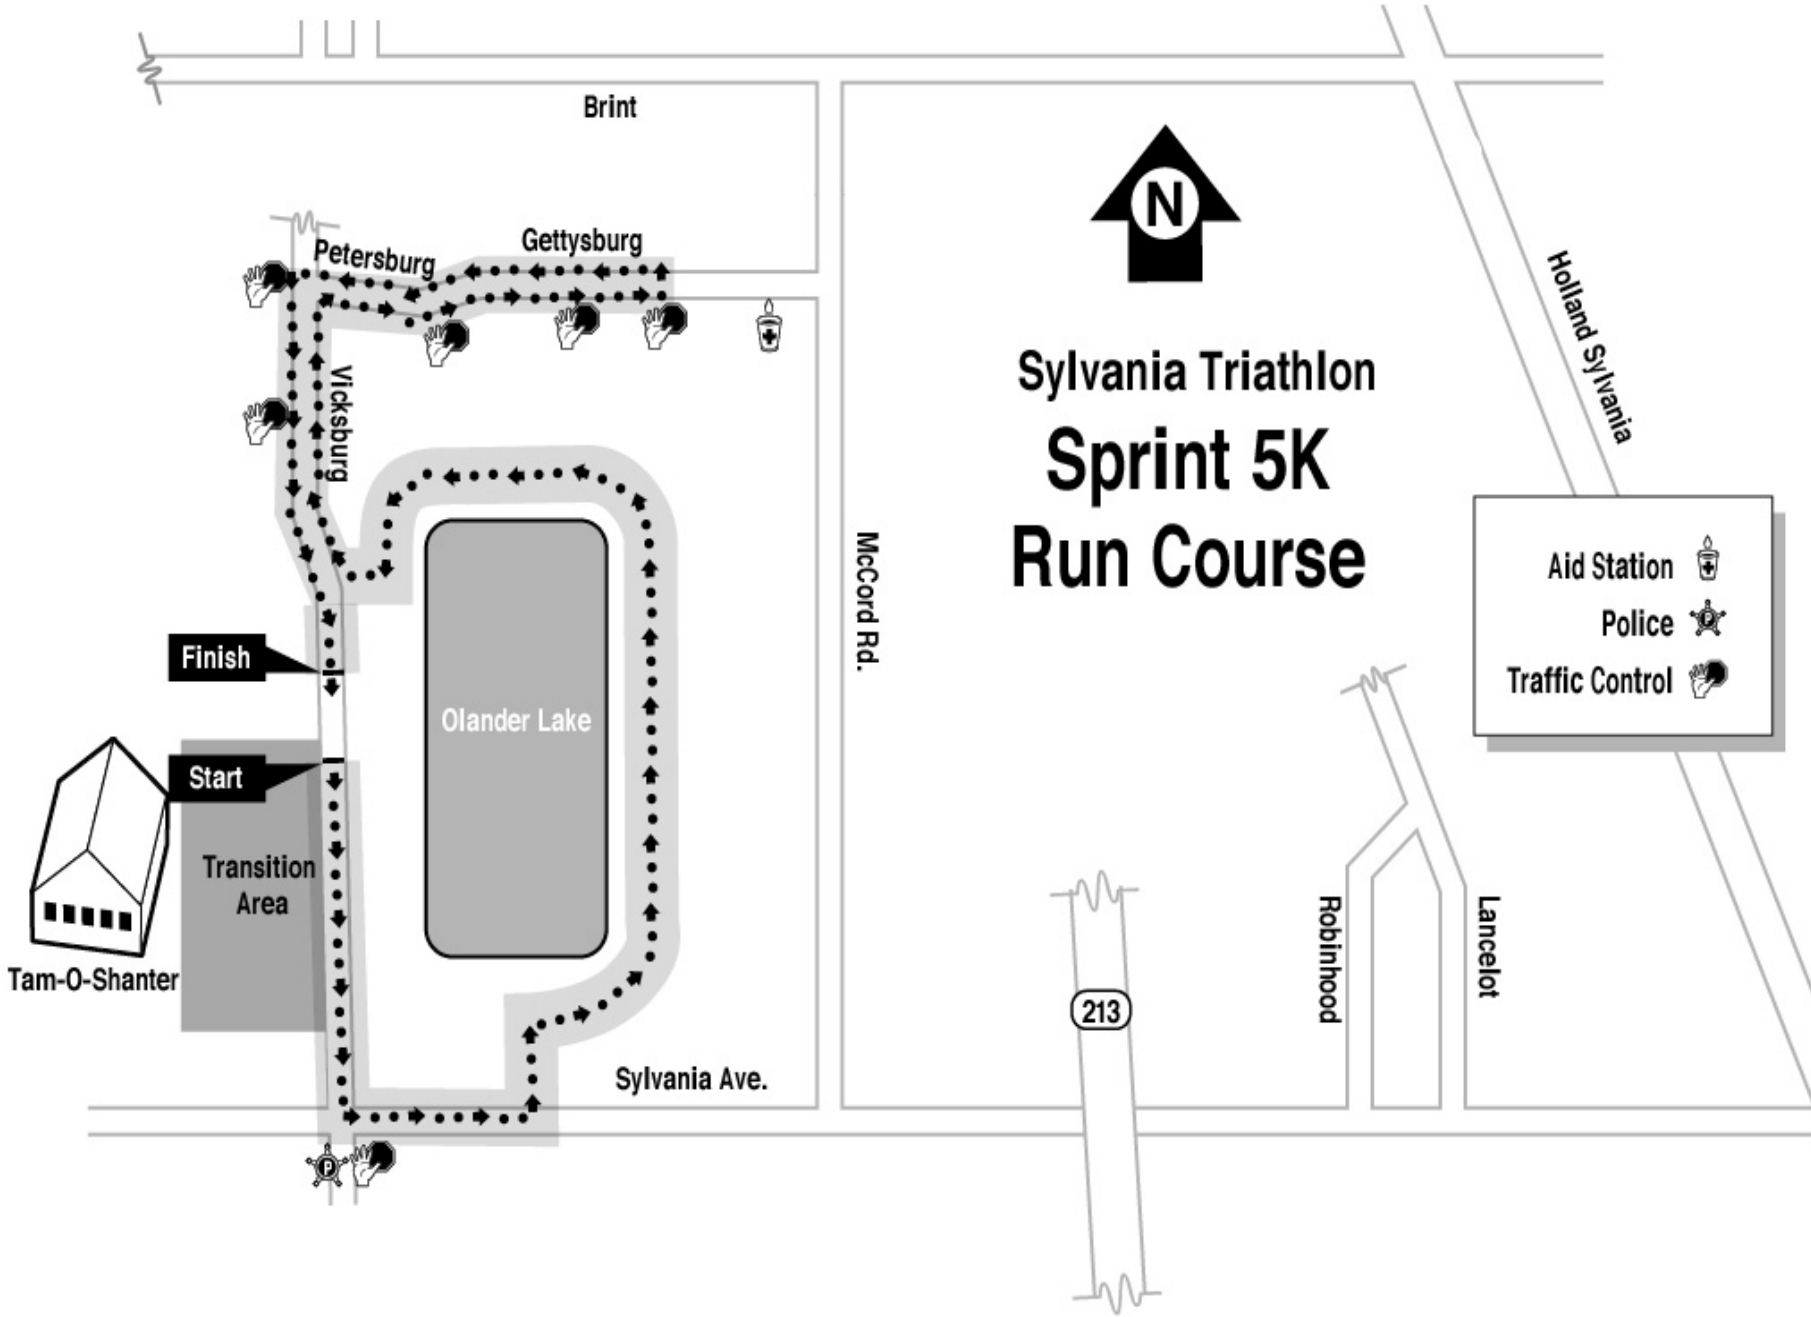 Brint
Petersburg
Gettysburg
N
Holland Sylvania
Vicksburg
Sylvania Triathlon
Sprint 5K
Run Course
McCord Rd.
Aid Station
Police
P
Traffic Control
Finish
Olander Lake
Start
Transition
Area
Tam-O-Shanter
Robinhood
Lancelot
213
Sylvania Ave.
P